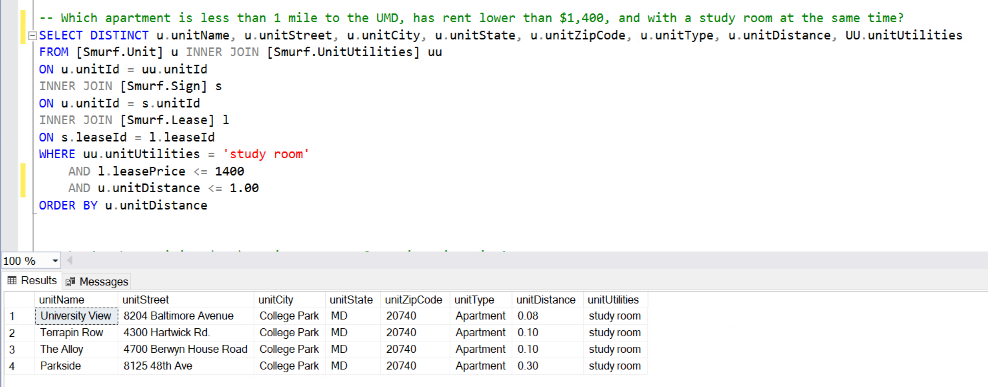 -- Which apartment is less than 1 mile to the UMD, has rent lower than $1,400, and with a study room at the same time?
SELECT DISTINCT u.unitName, u.unitStreet, u.unitCity, u.unitState, u.unitZipCode, u.unitType, u.unitDistance, UU.unitUtilities
FROM [Smurf.Unit] u INNER JOIN [Smurf.UnitUtilities] uu
ON u.unitId = uu.unitId
INNER JOIN [Smurf.Sign] s
ON u.unitId = s.unitId
INNER JOIN [Smurf.Lease] l
ON s.leaseId = l.leaseId
WHERE uu.unitUtilities = 'study room'
AND l.leasePrice <= 1400
AND u.unitDistance <= 1.00
ORDER BY u.unitDistance
100 %
Results Messages
unitName unitStreet unitCity unitState unitZipCode unitType unitDistance unitUtilities
1 University View 8204 Baltimore Avenue College Park MD 20740 Apartment 0.08 study room
2 Terrapin Row 4300 Hartwick Rd. College Park MD 20740 Apartment 0.10 study room
3 The Alloy 4700 Berwyn House Road College Park MD 20740 Apartment 0.10 study room
4 Parkside 8125 48th Ave College Park MD 20740 Apartment 0.30 study room